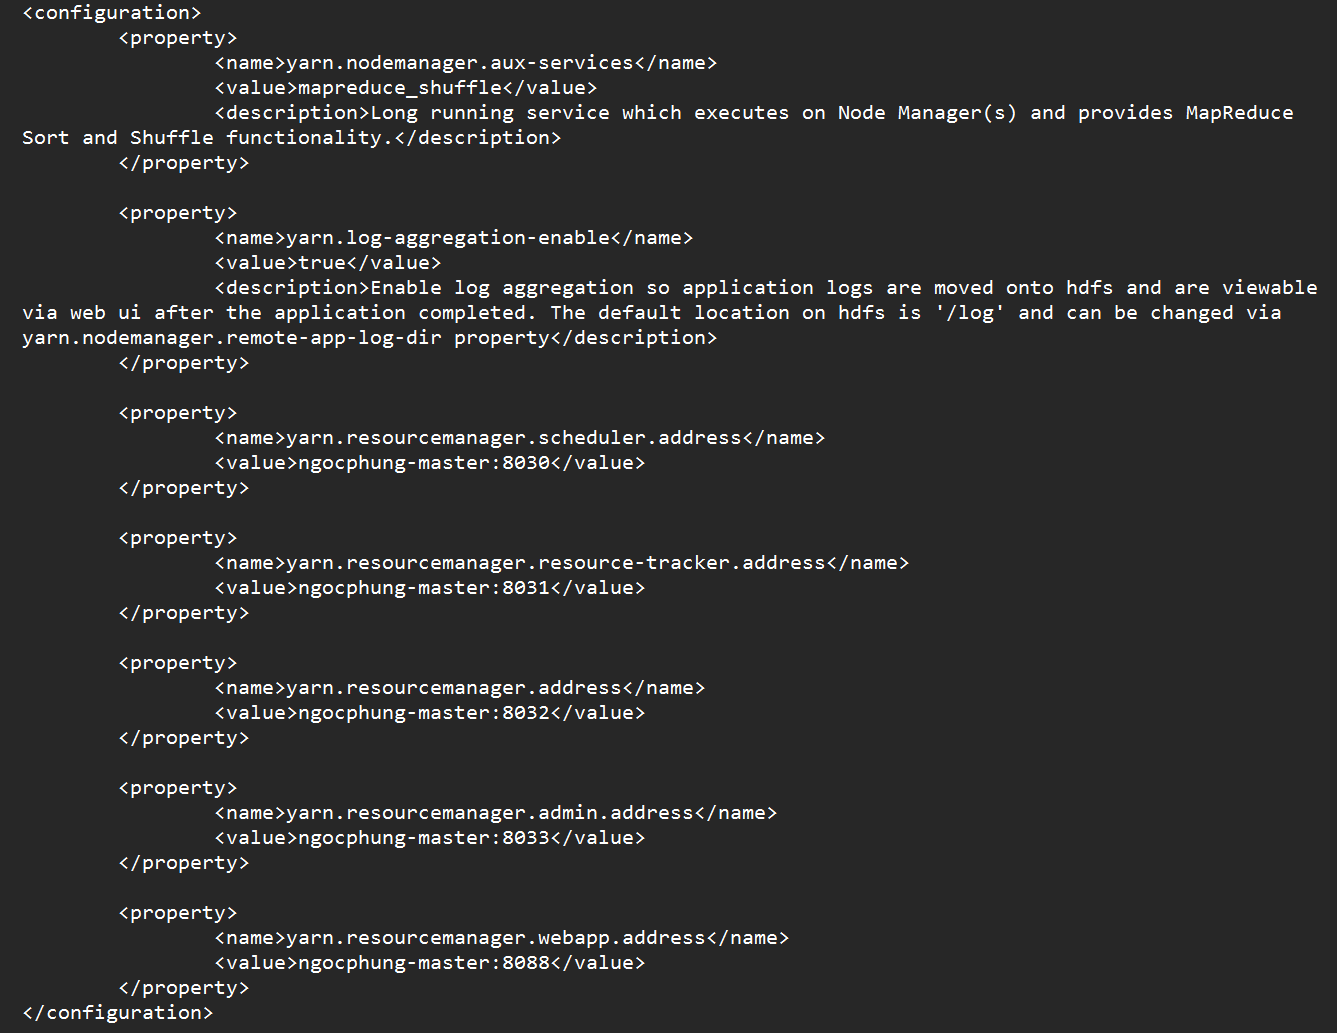 <configuration>
<property>
<name>yarn.nodemanager.aux-services</name>
<value>mapreduce_shuffle</value>
<description>Long running service which executes on Node Manager(s) and provides MapReduce
Sort and Shuffle functionality.</description>
</property>
<property>
<name>yarn.log-aggregation-enable</name>
<value>true</value>
<description>Enable log aggregation so application logs are moved onto hdfs and are viewable
via web ui after the application completed. The default location on hdfs is '/log' and can be changed via
yarn.nodemanager.remote-app-log-dir property</description>
</property>
<property>
<name>yarn.resourcemanager.scheduler.address</name>
<value>ngocphung-master:8030</value>
</property>
<property>
<name>yarn.resourcemanager.resource-tracker.address</name>
<value>ngocphung-master:8031</value>
</property>
<property>
<name>yarn.resourcemanager.address</name>
<value>ngocphung-master:8032</value>
</property>
<property>
<name>yarn.resourcemanager.admin.address</name>
<value>ngocphung-master:8033</value>
</property>
<property>
<name>yarn.resourcemanager.webapp.address</name>
<value>ngocphung-master:8088</value>
</property>
</configuration>